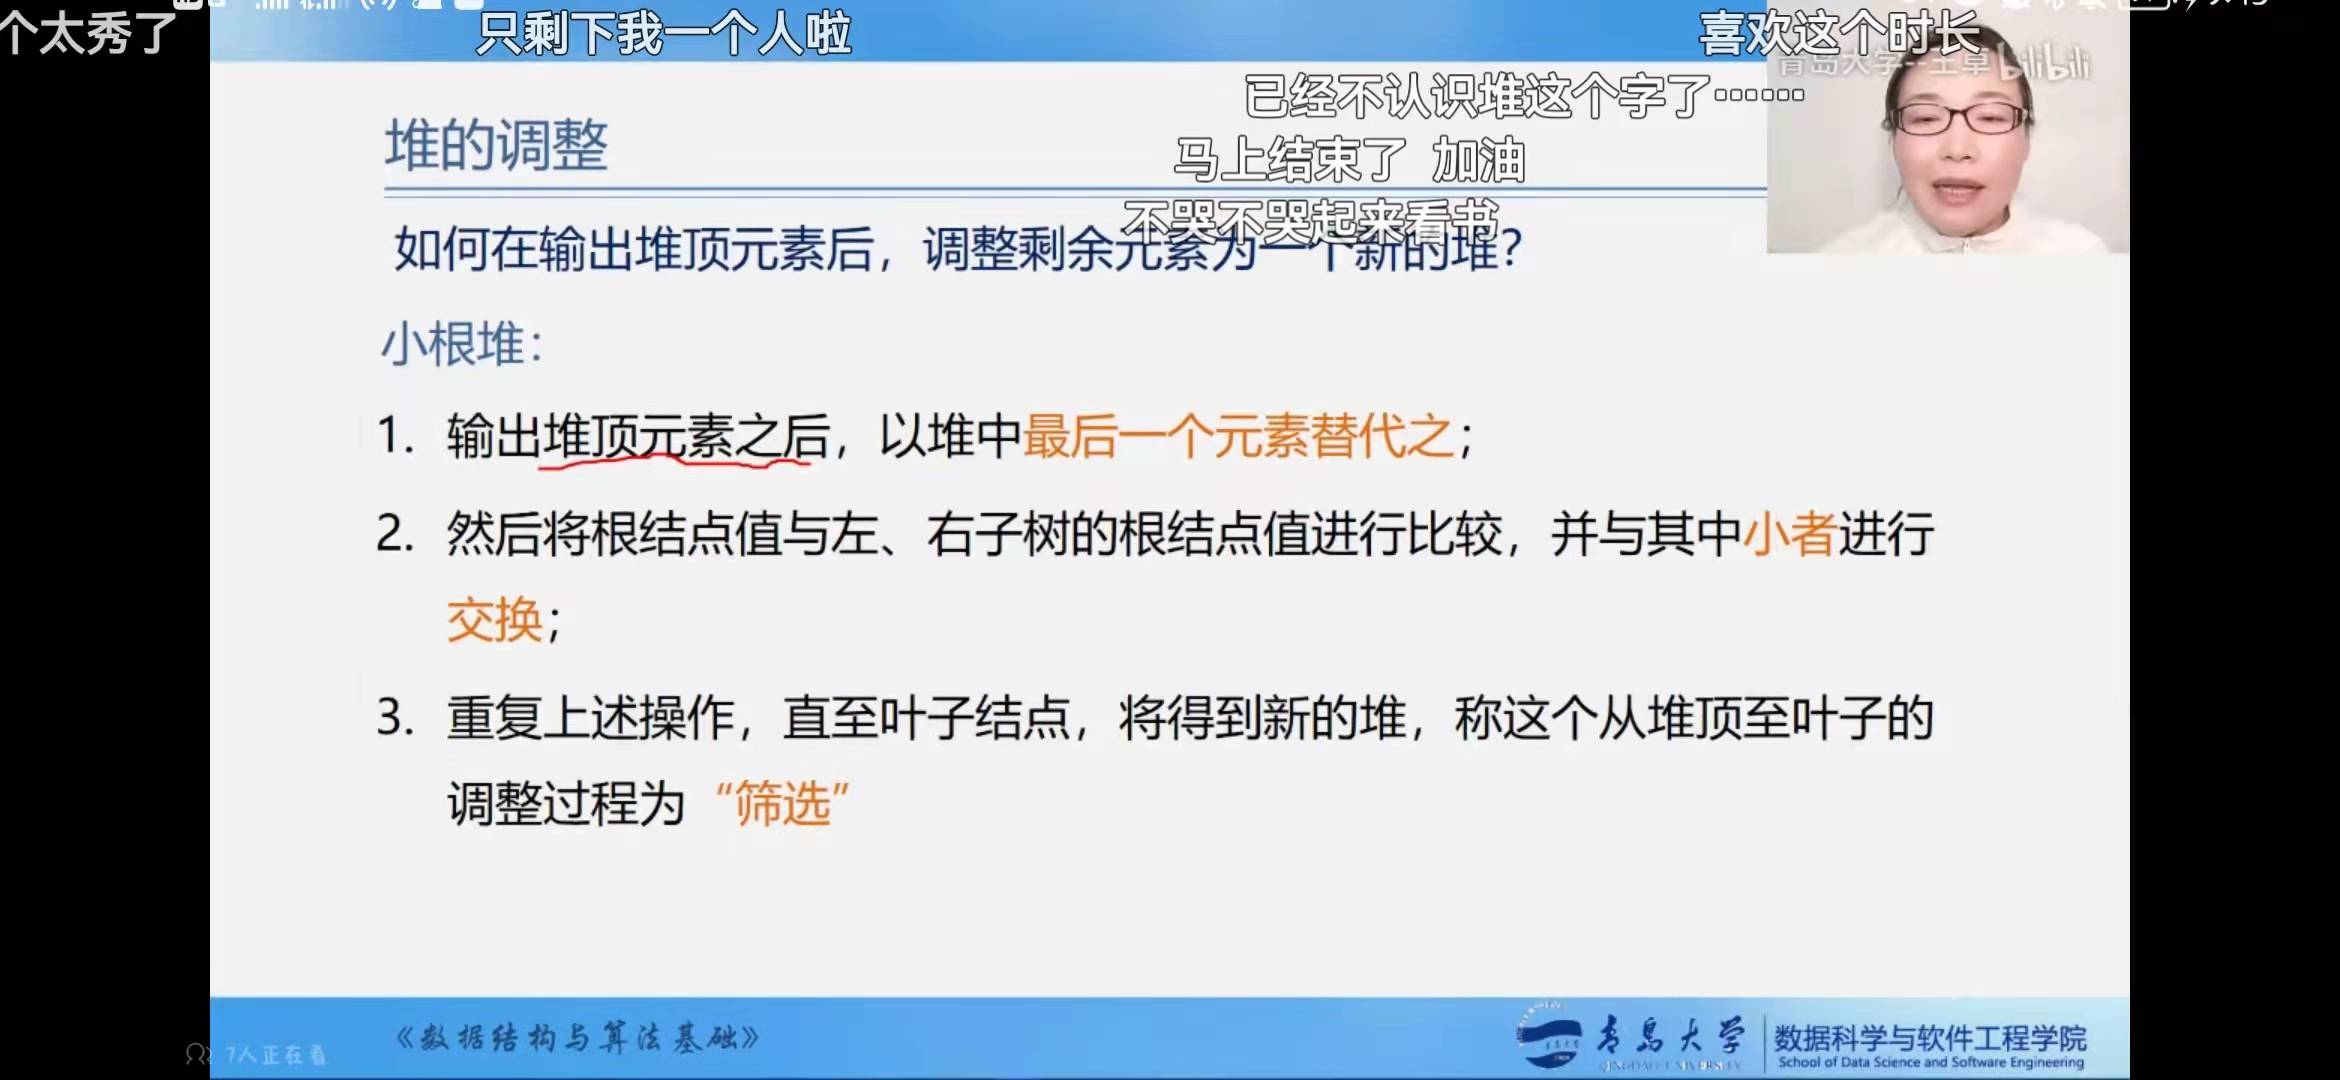 个太秀了
只剩下我一个人啦
喜欢这个时长
bilibili
已经不认识堆这个字了……
堆的调整
马上结束了 加油
不哭不哭起来看书
如何在输出堆顶元素后，调整剩余元素为一个新的堆？
小根堆：
1. 输出堆顶元素之后，以堆中最后一个元素替代之；
2. 然后将根结点值与左、右子树的根结点值进行比较，并与其中小者进行
交换；
3. 重复上述操作，直至叶子结点，将得到新的堆，称这个从堆顶至叶子的
调整过程为“筛选”
7人正在看
《数据结构与算法基础》
青岛大学
QINGDAO UNIVERSITY
数据科学与软件工程学院
School of Data Science and Software Engineering